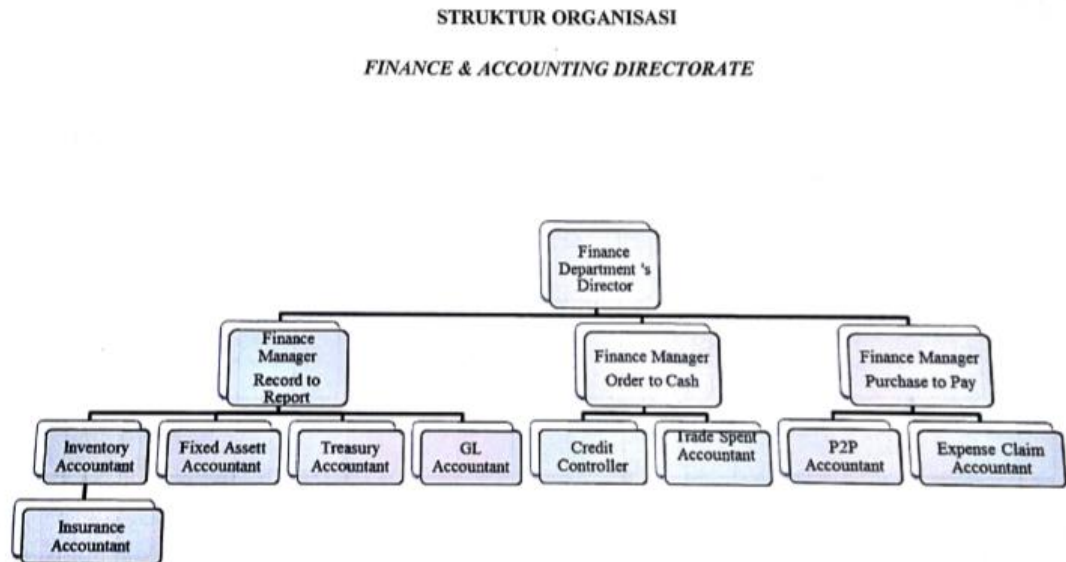 STRUKTUR ORGANISASI
FINANCE & ACCOUNTING DIRECTORATE
Finance
Department 's
Director
Finance
Manager
Record to
Report
Finance Manager
Order to Cash
Finance Manager
Purchase to Pay
Inventory
Accountant
Fixed Assett
Accountant
Treasury
Accountant
GL
Accountant
Credit
Controller
Trade Spent
Accountant
P2P
Accountant
Expense Claim
Accountant
Insurance
Accountant